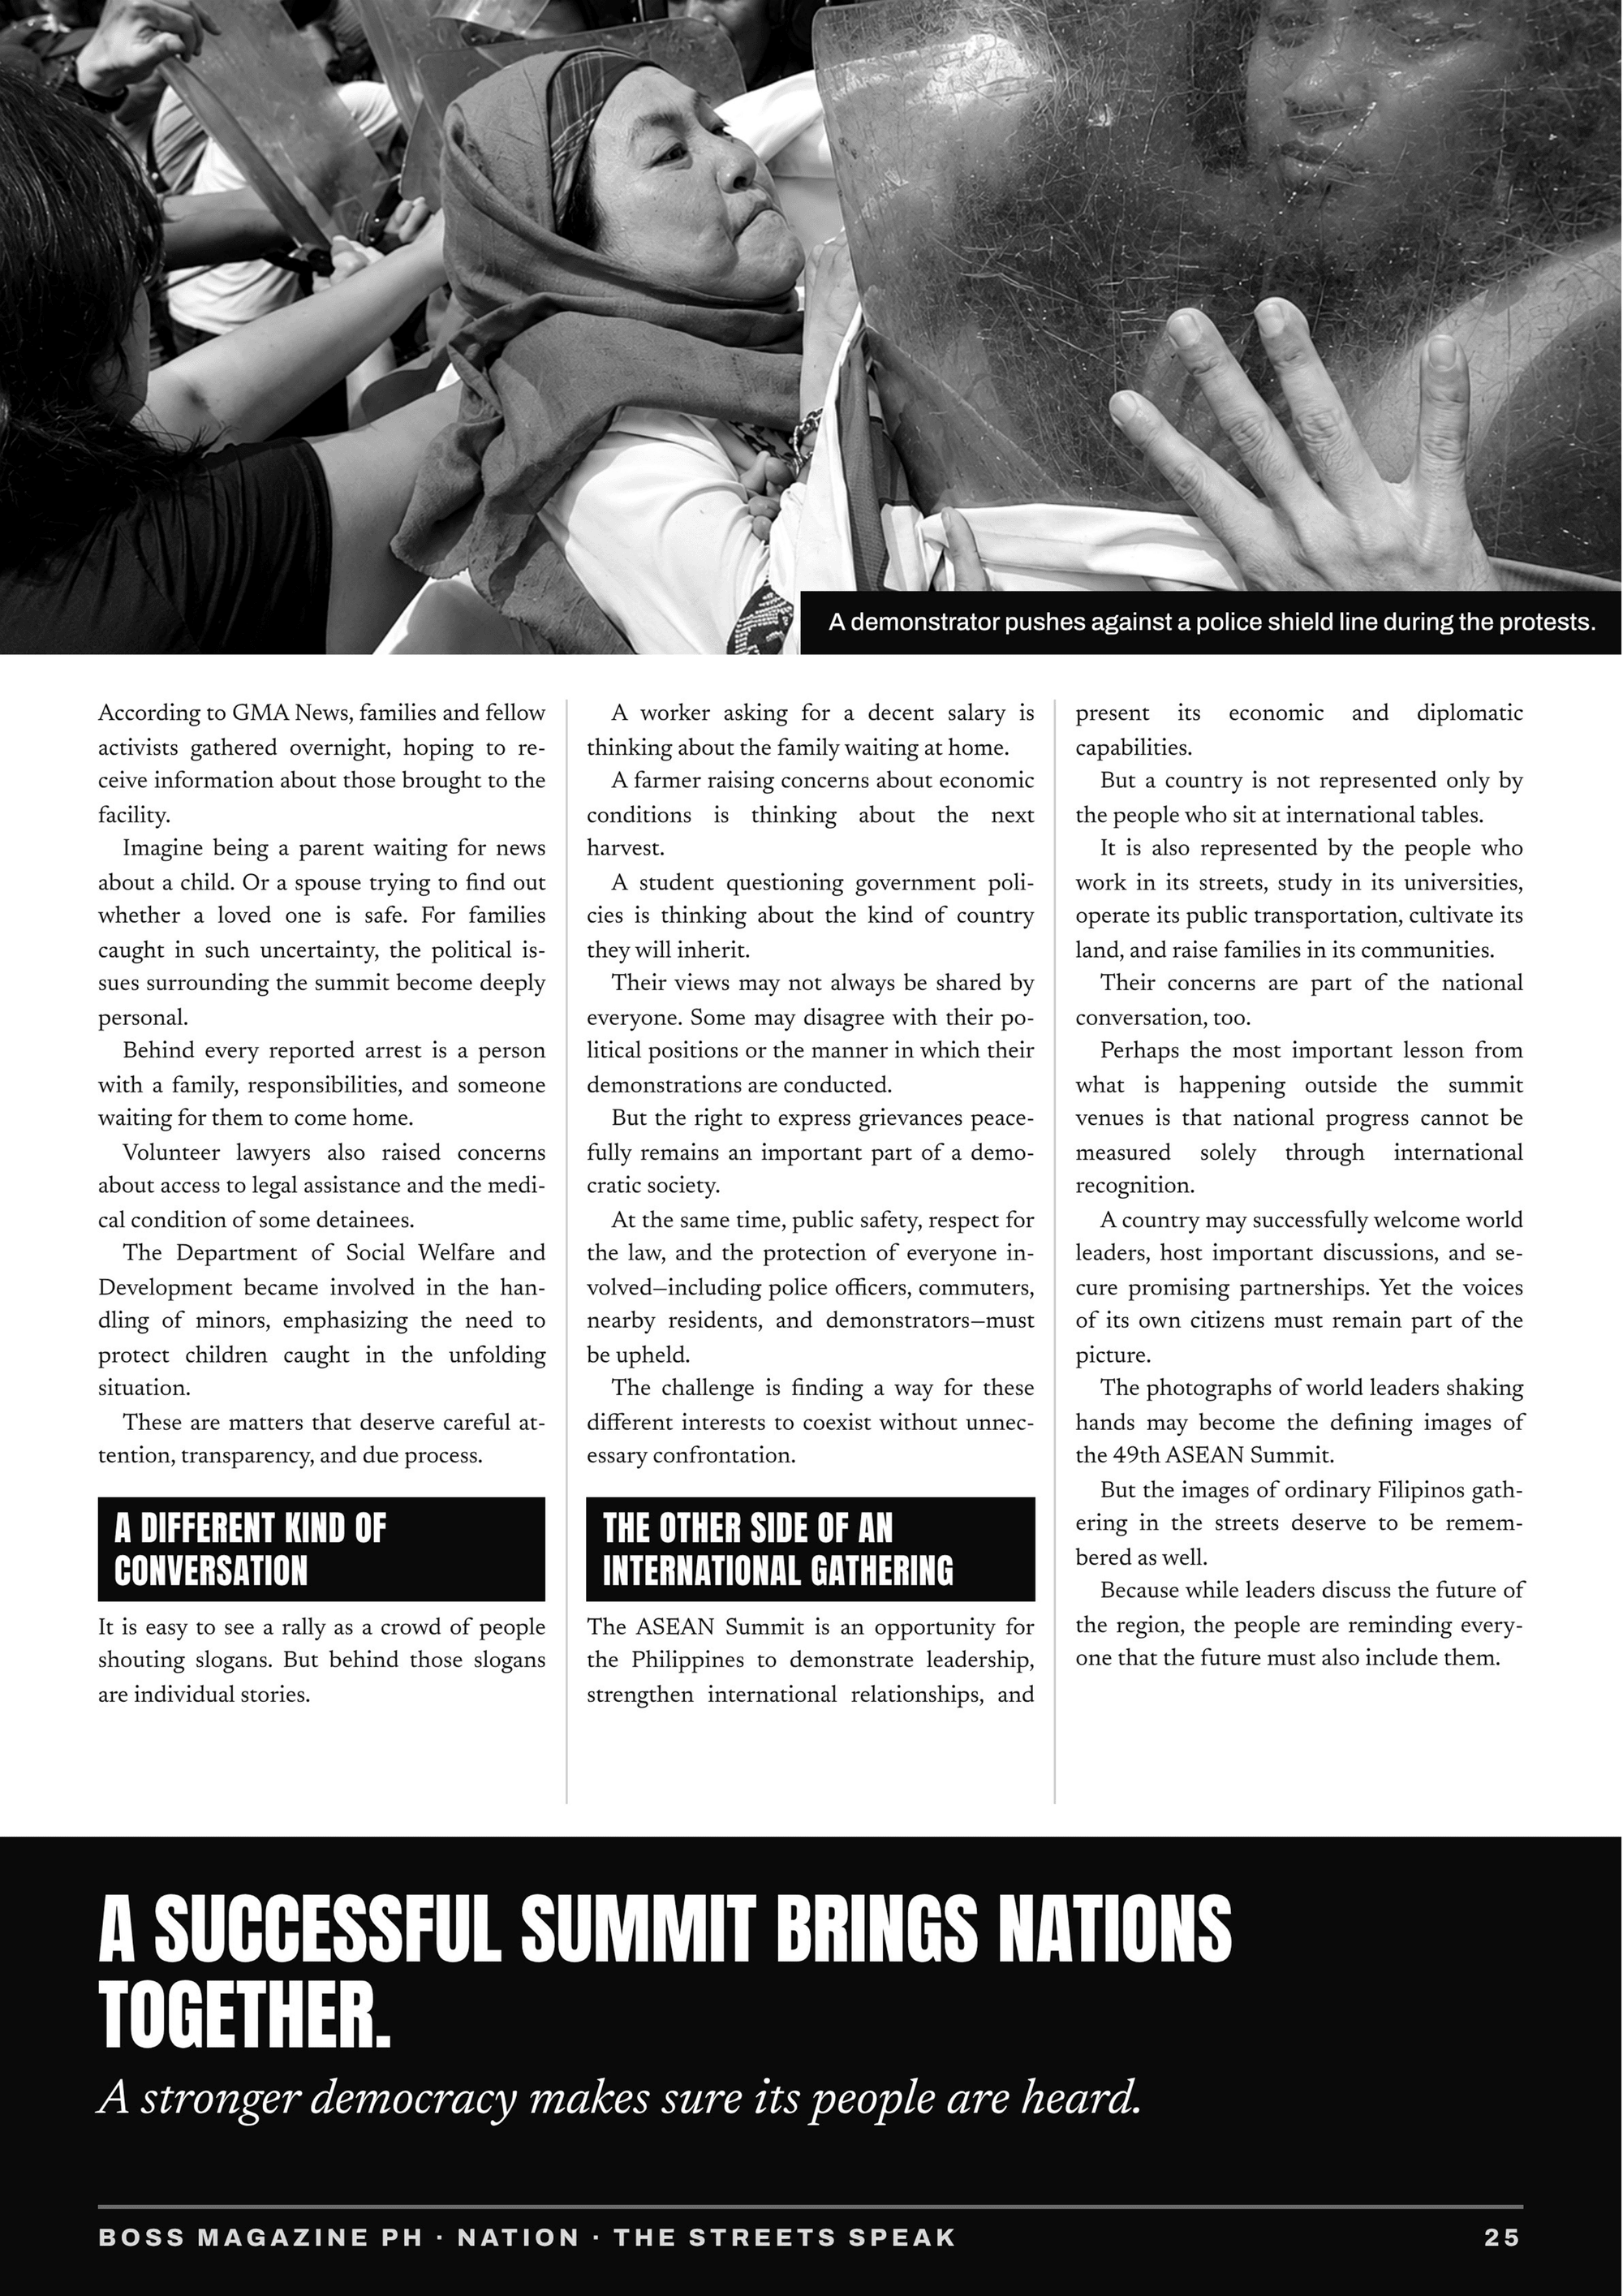 A demonstrator pushes against a police shield line during the protests.
According to GMA News, families and fellow
activists gathered overnight, hoping to re-
ceive information about those brought to the
facility.
Imagine being a parent waiting for news
about a child. Or a spouse trying to find out
whether a loved one is safe. For families
caught in such uncertainty, the political is-
sues surrounding the summit become deeply
personal.
Behind every reported arrest is a person
with a family, responsibilities, and someone
waiting for them to come home.
Volunteer lawyers also raised concerns
about access to legal assistance and the medi-
cal condition of some detainees.
The Department of Social Welfare and
Development became involved in the han-
dling of minors, emphasizing the need to
protect children caught in the unfolding
situation.
These are matters that deserve careful at-
tention, transparency, and due process.
A DIFFERENT KIND OF
CONVERSATION
It is easy to see a rally as a crowd of people
shouting slogans. But behind those slogans
are individual stories.
A worker asking for a decent salary is
thinking about the family waiting at home.
A farmer raising concerns about economic
conditions is thinking about the next
harvest.
A student questioning government poli-
cies is thinking about the kind of country
they will inherit.
Their views may not always be shared by
everyone. Some may disagree with their po-
litical positions or the manner in which their
demonstrations are conducted.
But the right to express grievances peace-
fully remains an important part of a demo-
cratic society.
At the same time, public safety, respect for
the law, and the protection of everyone in-
volved—including police officers, commuters,
nearby residents, and demonstrators—must
be upheld.
The challenge is finding a way for these
different interests to coexist without unnec-
essary confrontation.
THE OTHER SIDE OF AN
INTERNATIONAL GATHERING
The ASEAN Summit is an opportunity for
the Philippines to demonstrate leadership,
strengthen international relationships, and
present its economic and diplomatic
capabilities.
But a country is not represented only by
the people who sit at international tables.
It is also represented by the people who
work in its streets, study in its universities,
operate its public transportation, cultivate its
land, and raise families in its communities.
Their concerns are part of the national
conversation, too.
Perhaps the most important lesson from
what is happening outside the summit
venues is that national progress cannot be
measured solely through international
recognition.
A country may successfully welcome world
leaders, host important discussions, and se-
cure promising partnerships. Yet the voices
of its own citizens must remain part of the
picture.
The photographs of world leaders shaking
hands may become the defining images of
the 49th ASEAN Summit.
But the images of ordinary Filipinos gath-
ering in the streets deserve to be remem-
bered as well.
Because while leaders discuss the future of
the region, the people are reminding every-
one that the future must also include them.
A SUCCESSFUL SUMMIT BRINGS NATIONS
TOGETHER.
A stronger democracy makes sure its people are heard.
BOSS MAGAZINE PH · NATION · THE STREETS SPEAK 25